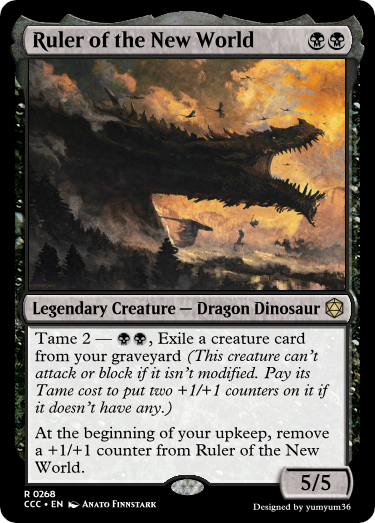 Ruler of the New World
Legendary Creature — Dragon Dinosaur
Tame 2 — , Exile a creature card
from your graveyard (This creature can't
attack or block if it isn't modified. Pay its
Tame cost to put two +1/+1 counters on it if
it doesn't have any.)
At the beginning of your upkeep, remove
a +1/+1 counter from Ruler of the New
World.
5/5
R 0268
CCC • EN Anato Finnstark
Designed by yumyum36